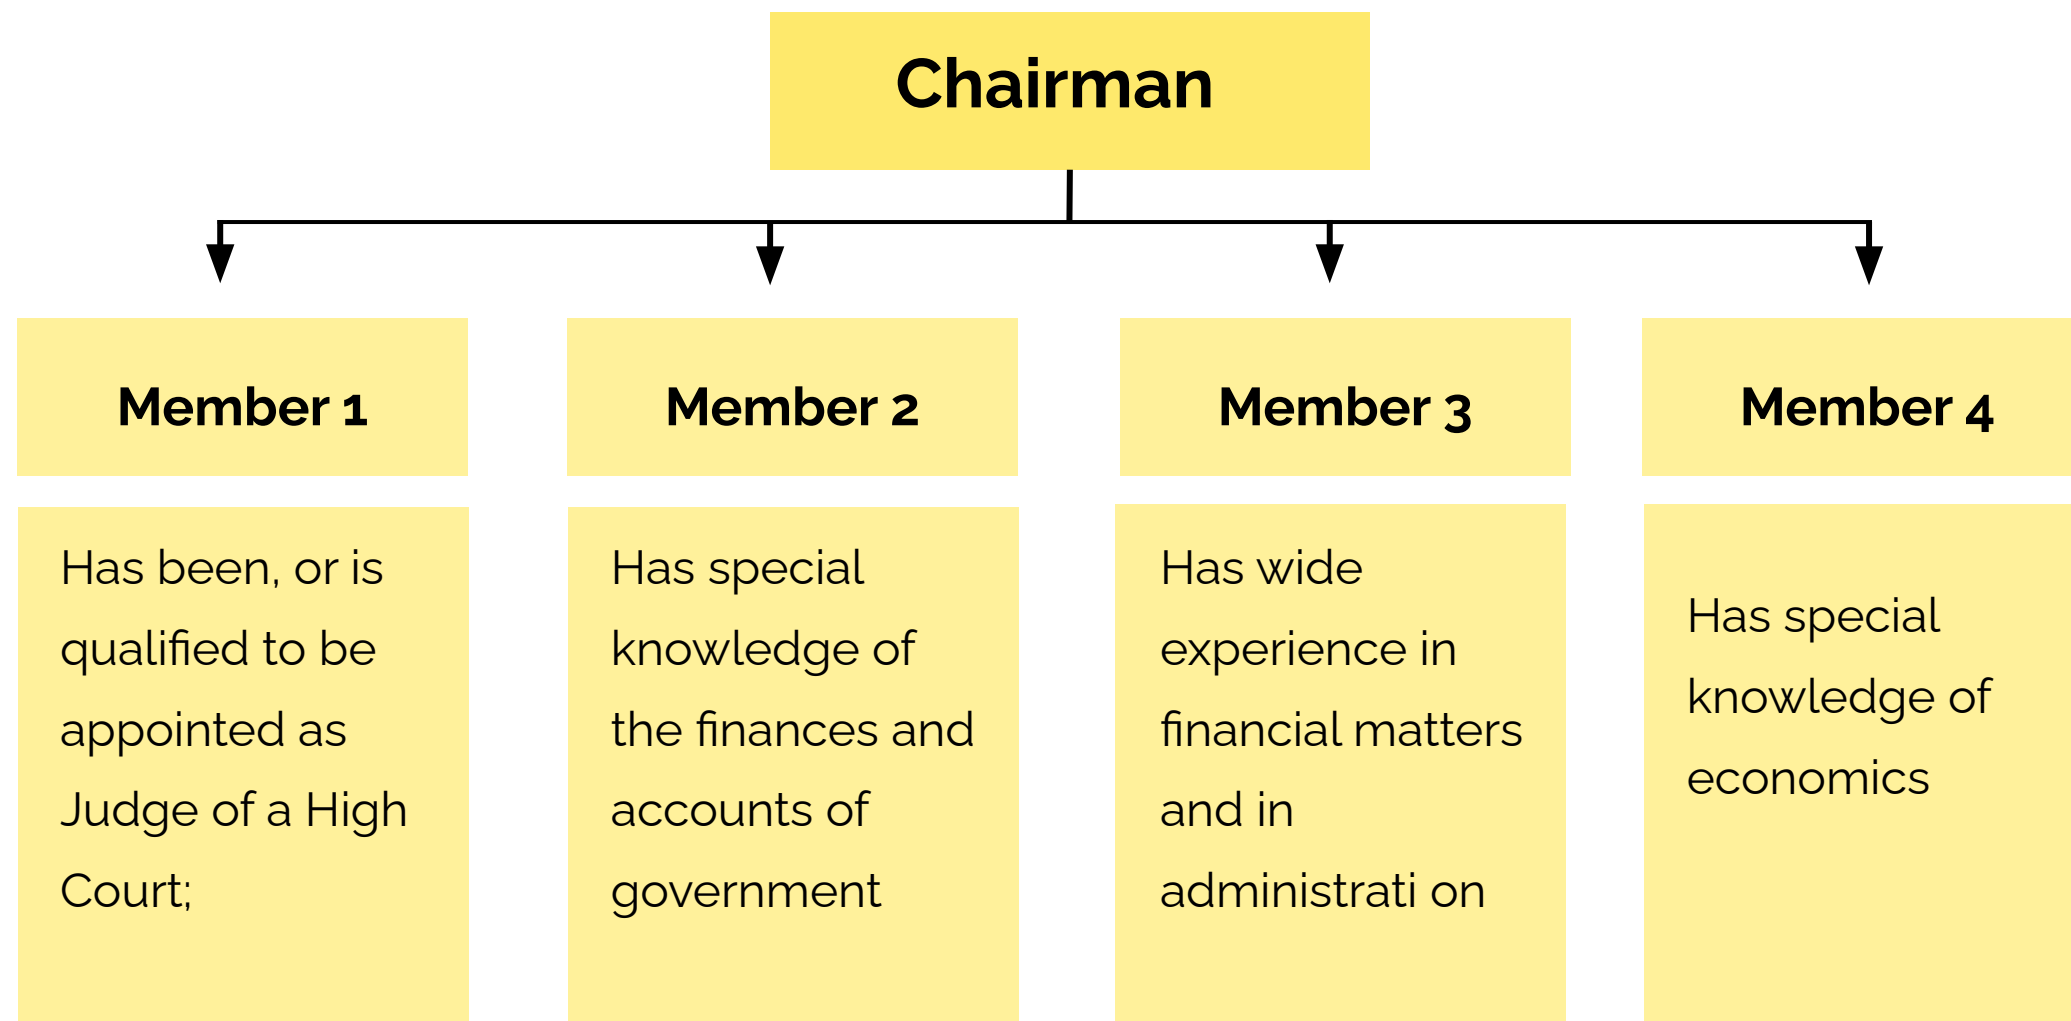 Chairman
Member 1
Member 2
Member 3
Member 4
Has been, or is
qualified to be
appointed as
Judge of a High
Court;
Has special
knowledge of
the finances and
accounts of
government
Has wide
experience in
financial matters
and in
administrati on
Has special
knowledge of
economics